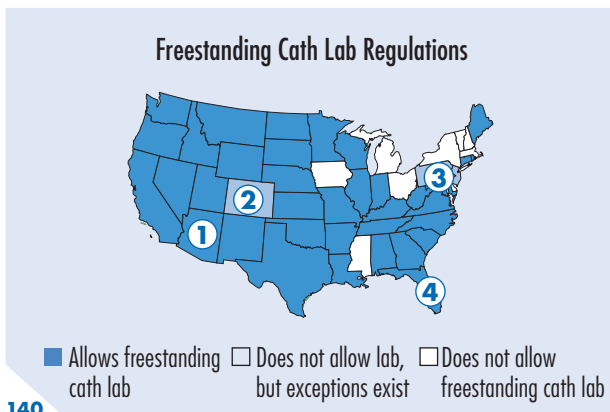 Freestanding Cath Lab Regulations
1
2
3
4
Allows freestanding
cath lab
Does not allow lab,
but exceptions exist
Does not allow
freestanding cath lab
140